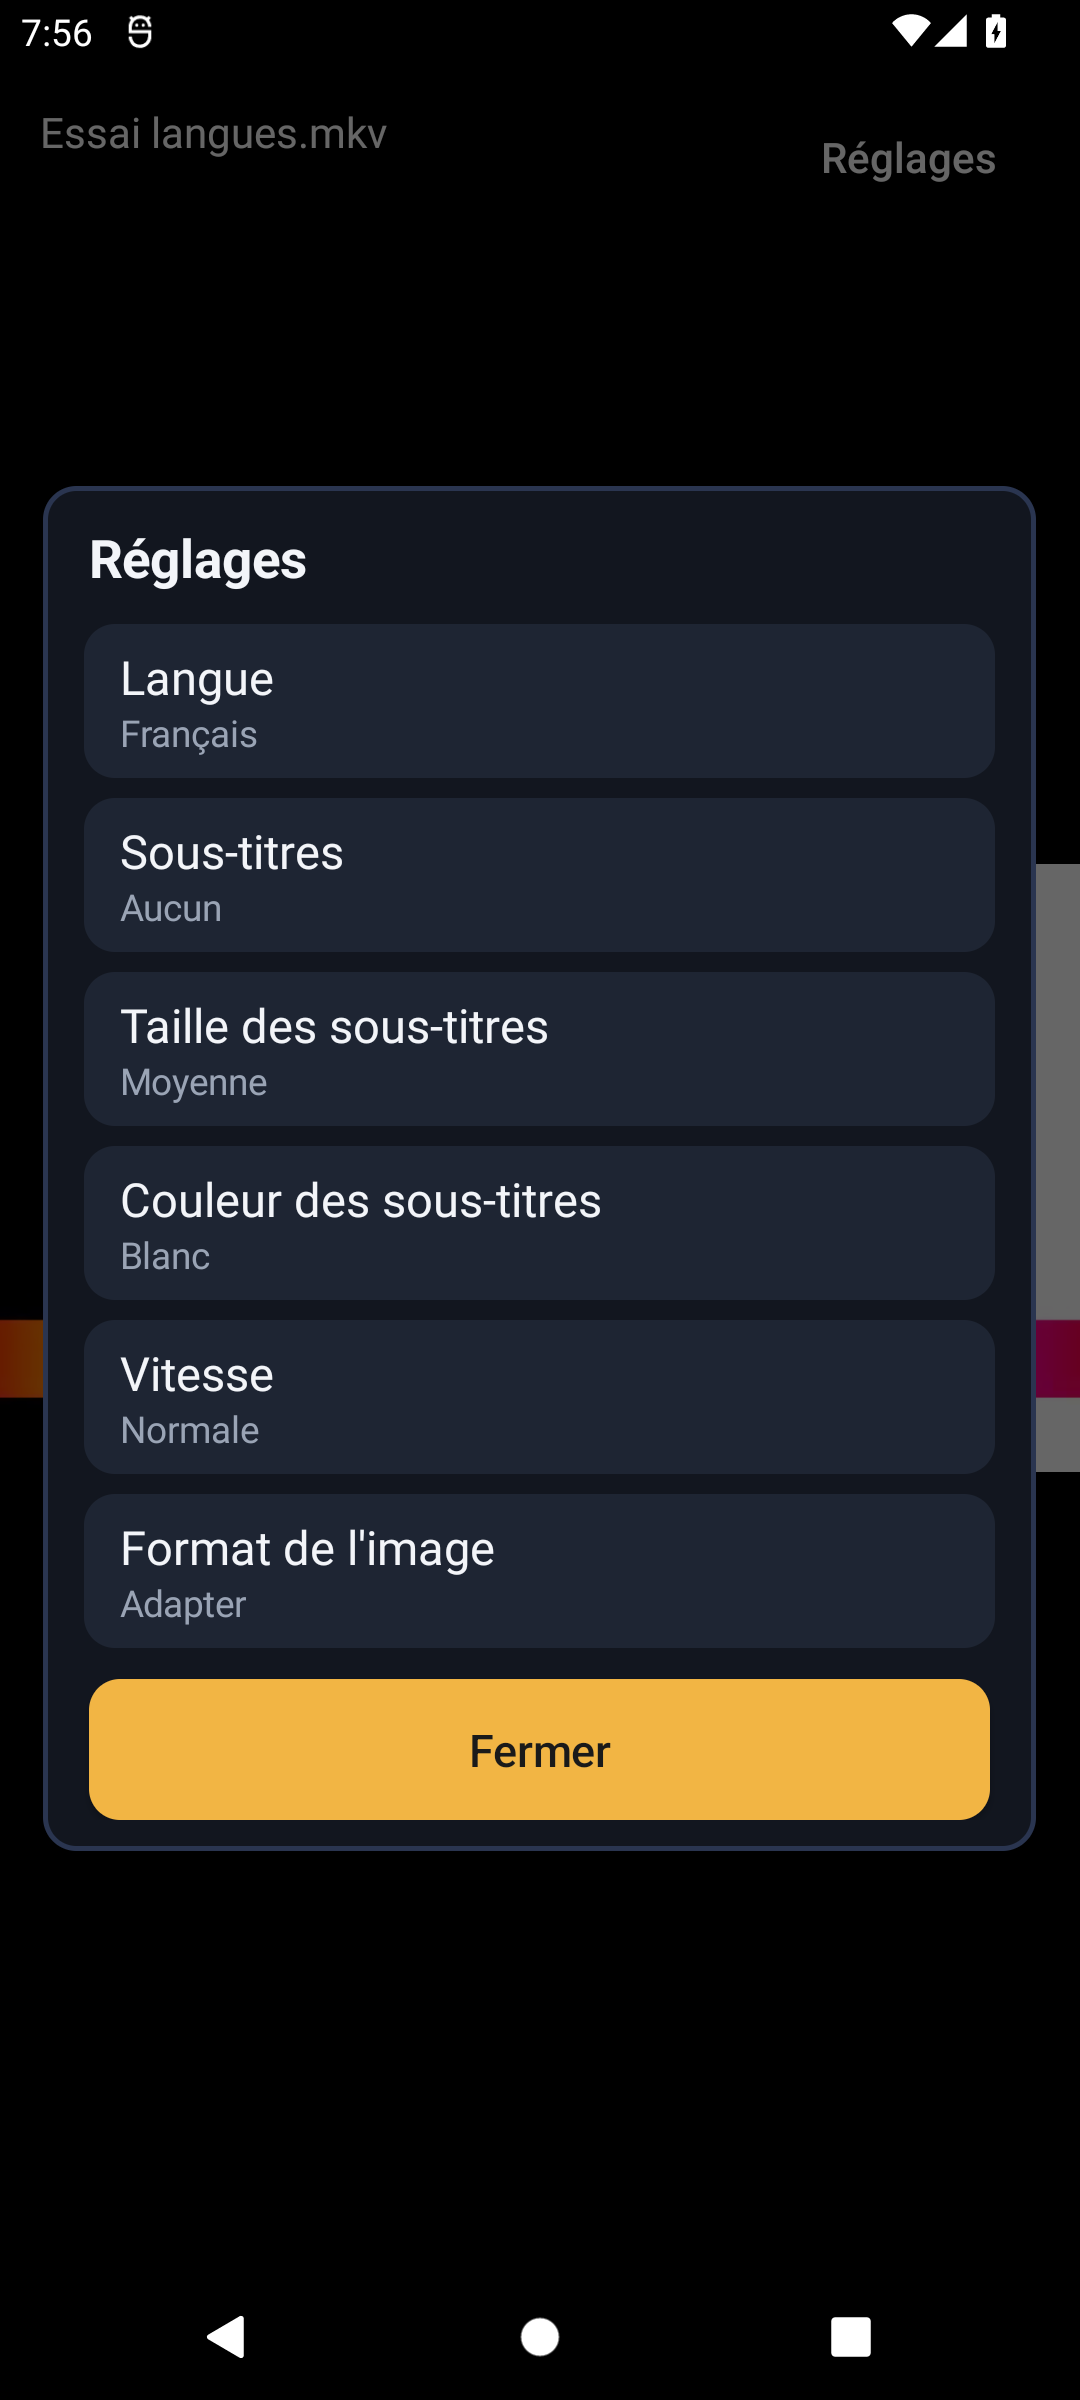 7:56
Essai langues.mkv
Réglages
Réglages
Langue
Français
Sous-titres
Aucun
Taille des sous-titres
Moyenne
Couleur des sous-titres
Blanc
Vitesse
Normale
Format de l'image
Adapter
Fermer